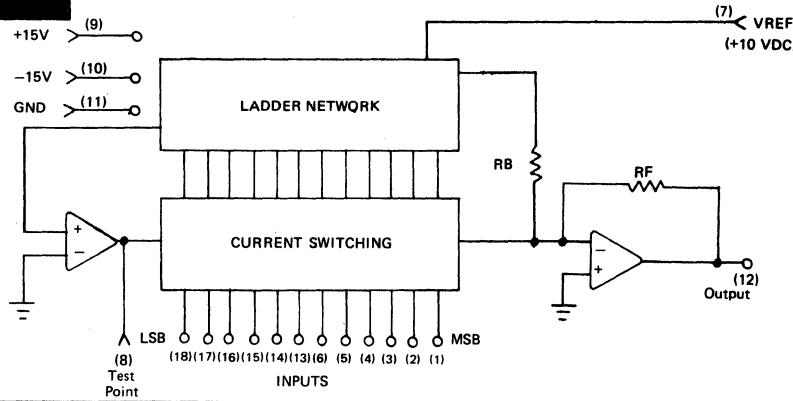 +15V (9)
(7) VREF
(+10 VDC)
−15V (10)
GND (11)
LADDER NETWORK
RB
RF
+
−
CURRENT SWITCHING
−
+
(12)
Output
LSB
MSB
(8)
(18) (17) (16) (15) (14) (13) (6) (5) (4) (3) (2) (1)
Test
Point
INPUTS